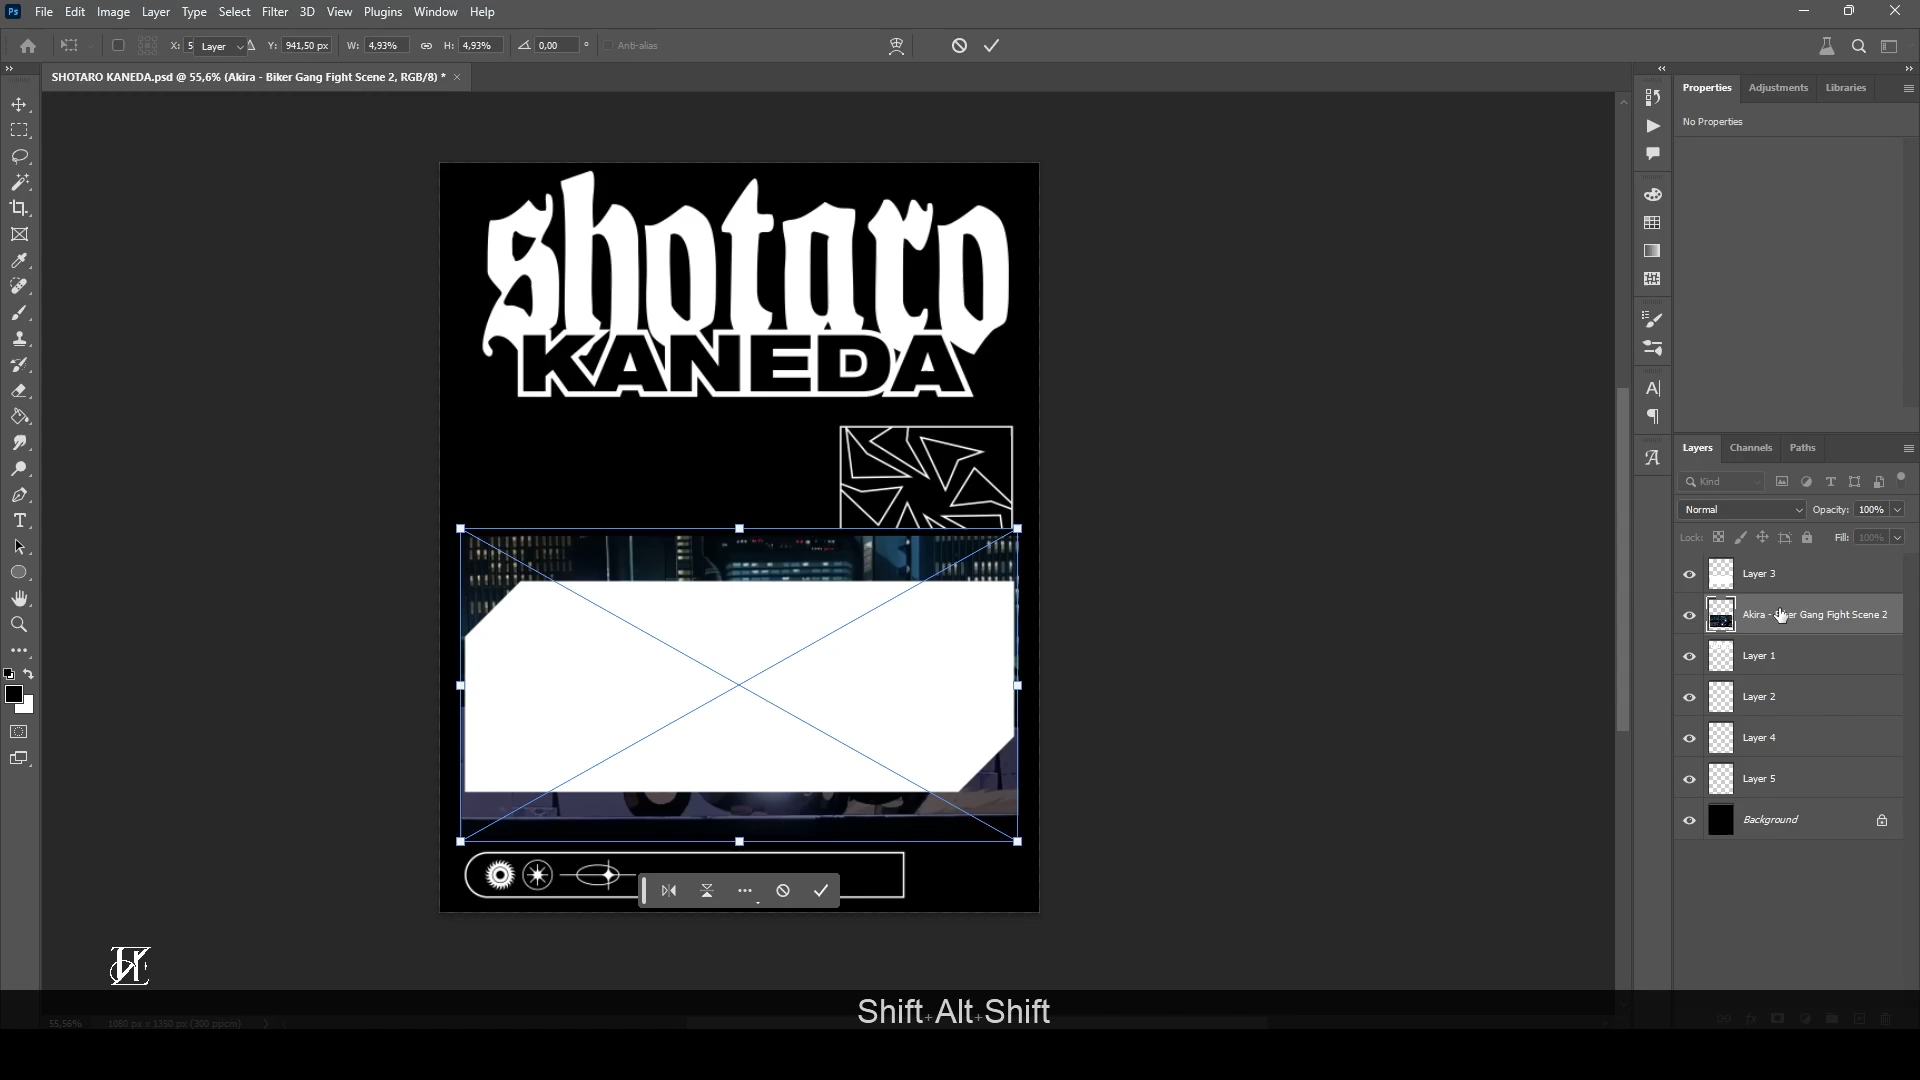 Ps File Edit Image Layer Type Select Filter 3D View Plugins Window Help
X: 5 Layer Y: 941,50 px W: 4,93% H: 4,93% 0,00 ° Anti-alias
SHOTARO KANEDA.psd @ 55,6% (Akira - Biker Gang Fight Scene 2, RGB/8) *
Properties Adjustments Libraries
No Properties
shotaro
KANEDA
Layers Channels Paths
Kind
Normal Opacity: 100%
Lock: Fill: 100%
Layer 3
Akira - Biker Gang Fight Scene 2
Layer 1
Layer 2
Layer 4
Layer 5
Background
Shift+Alt+Shift
55,56% 1080 px x 1350 px (300 ppcm)